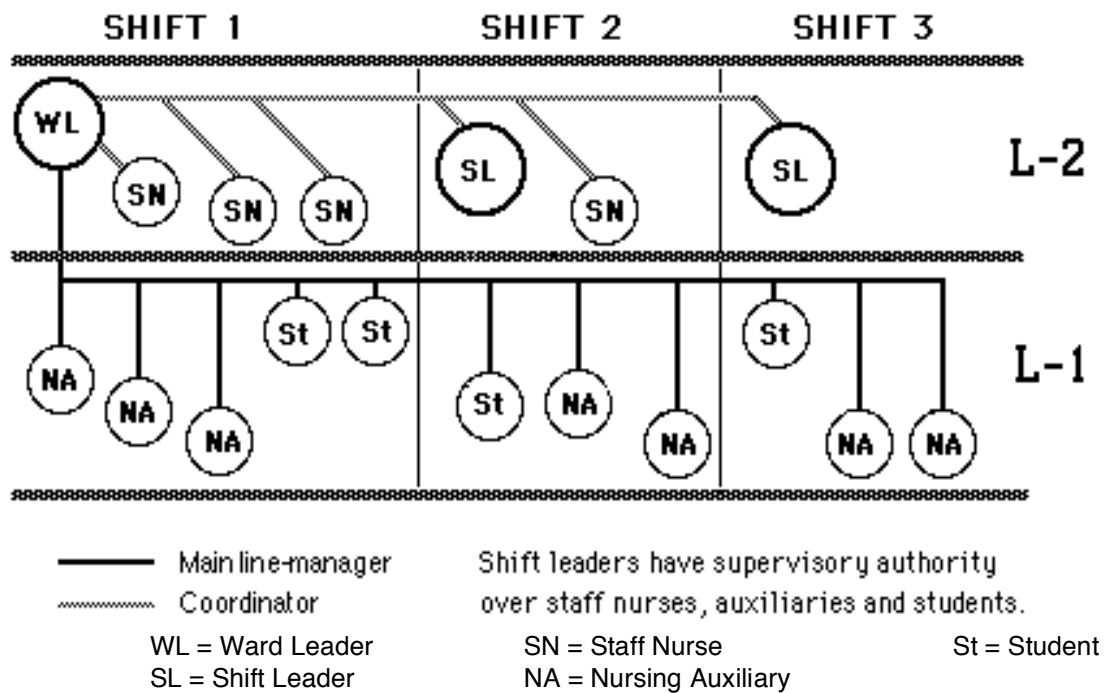 SHIFT 1 SHIFT 2 SHIFT 3
WL
SN SN SN SL SN SL
L-2
St St St
NA NA NA St NA NA NA NA
L-1
Main line-manager
Coordinator
Shift leaders have supervisory authority
over staff nurses, auxiliaries and students.
WL = Ward Leader SN = Staff Nurse St = Student
SL = Shift Leader NA = Nursing Auxiliary